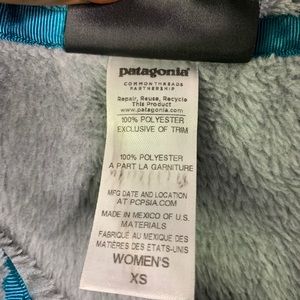 patagonia
COMMON THREADS
PARTNERSHIP
Repair, Reuse, Recycle
This Product
www.patagonia.com
100% POLYESTER
EXCLUSIVE OF TRIM
100% POLYESTER
À PART LA GARNITURE
MFG DATE AND LOCATION
AT PCPSIA.COM
MADE IN MEXICO OF U.S.
MATERIALS
FABRIQUÉ AU MEXIQUE DES
MATIÈRES DES ÉTATS-UNIS
WOMEN'S
XS